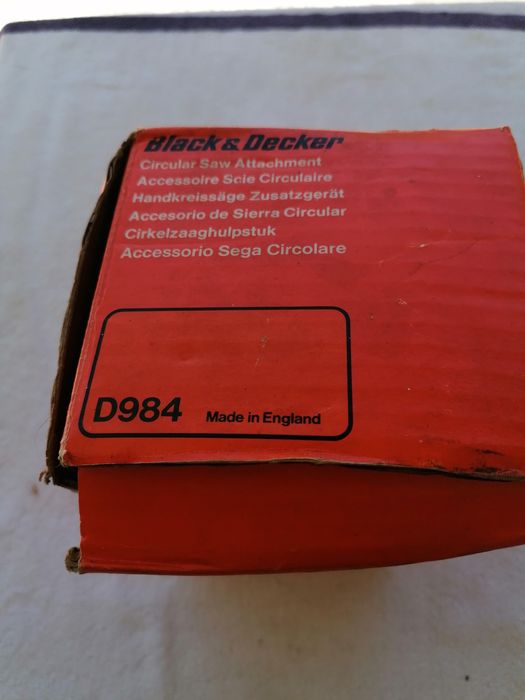 Black & Decker
Circular Saw Attachment
Accessoire Scie Circulaire
Handkreissäge Zusatzgerät
Accesorio de Sierra Circular
Cirkelzaaghulpstuk
Accessorio Sega Circolare
D984 Made in England